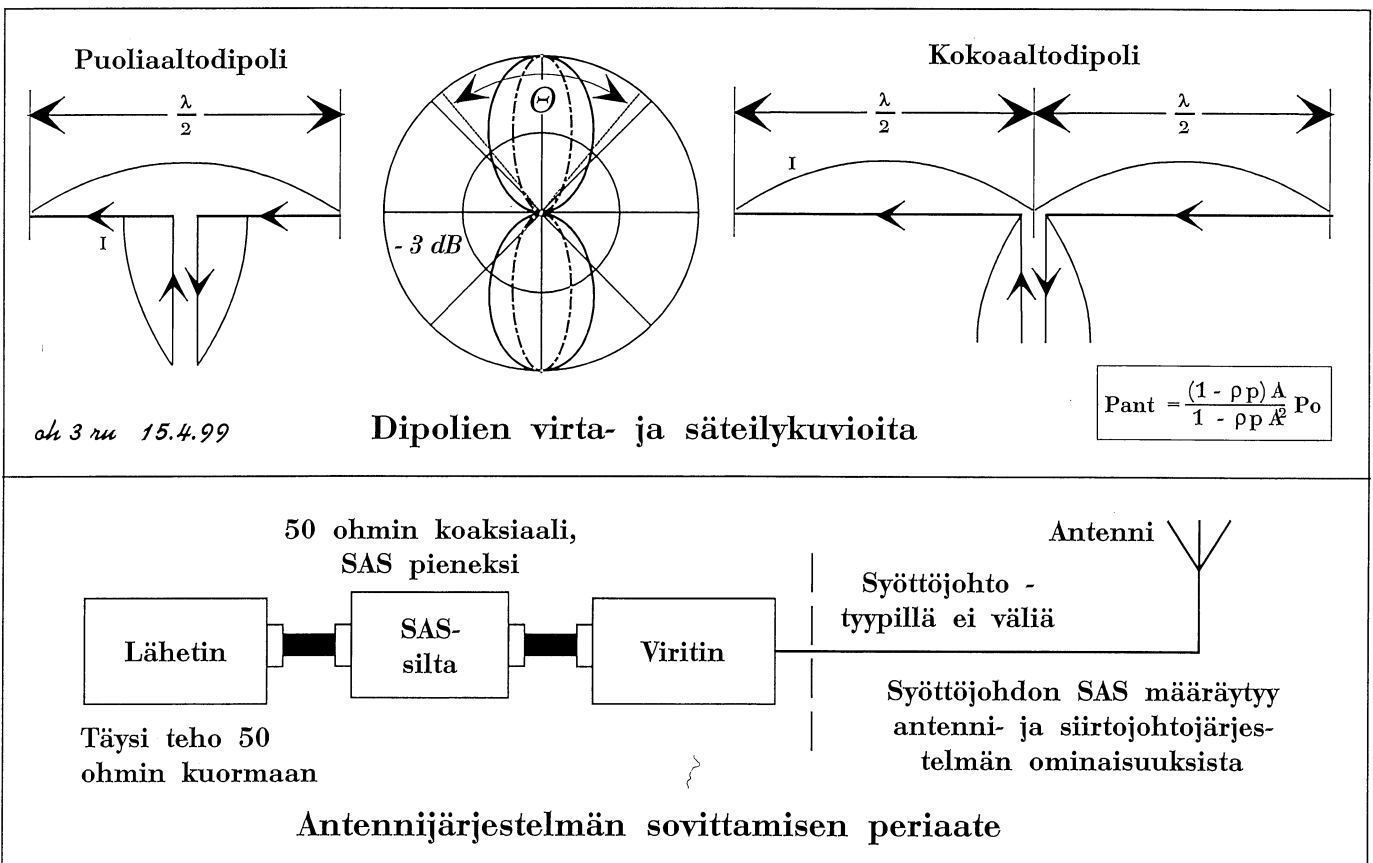 Puoliaaltodipoli
λ/2
I
Θ
- 3 dB
Kokoaaltodipoli
λ/2
λ/2
I
Pant = (1 - ρp) A / 1 - ρp A² Po
oh 3 ru 15.4.99
Dipolien virta- ja säteilykuvioita
50 ohmin koaksiaali,
SAS pieneksi
Lähetin
SAS-
silta
Viritin
Täysi teho 50
ohmin kuormaan
Antenni
Syöttöjohto -
tyypillä ei väliä
Syöttöjohdon SAS määräytyy
antenni- ja siirtojohtojärjes-
telmän ominaisuuksista
Antennijärjestelmän sovittamisen periaate